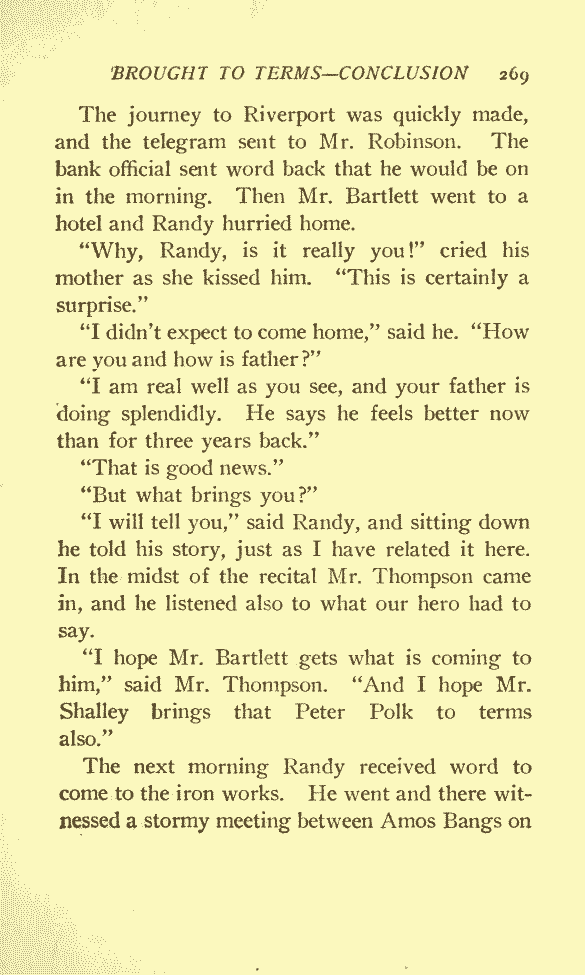 BROUGHT TO TERMS—CONCLUSION 269
The journey to Riverport was quickly made,
and the telegram sent to Mr. Robinson. The
bank official sent word back that he would be on
in the morning. Then Mr. Bartlett went to a
hotel and Randy hurried home.
“Why, Randy, is it really you!” cried his
mother as she kissed him. “This is certainly a
surprise.”
“I didn’t expect to come home,” said he. “How
are you and how is father?”
“I am real well as you see, and your father is
doing splendidly. He says he feels better now
than for three years back.”
“That is good news.”
“But what brings you?”
“I will tell you,” said Randy, and sitting down
he told his story, just as I have related it here.
In the midst of the recital Mr. Thompson came
in, and he listened also to what our hero had to
say.
“I hope Mr. Bartlett gets what is coming to
him,” said Mr. Thompson. “And I hope Mr.
Shalley brings that Peter Polk to terms
also.”
The next morning Randy received word to
come to the iron works. He went and there wit-
nessed a stormy meeting between Amos Bangs on